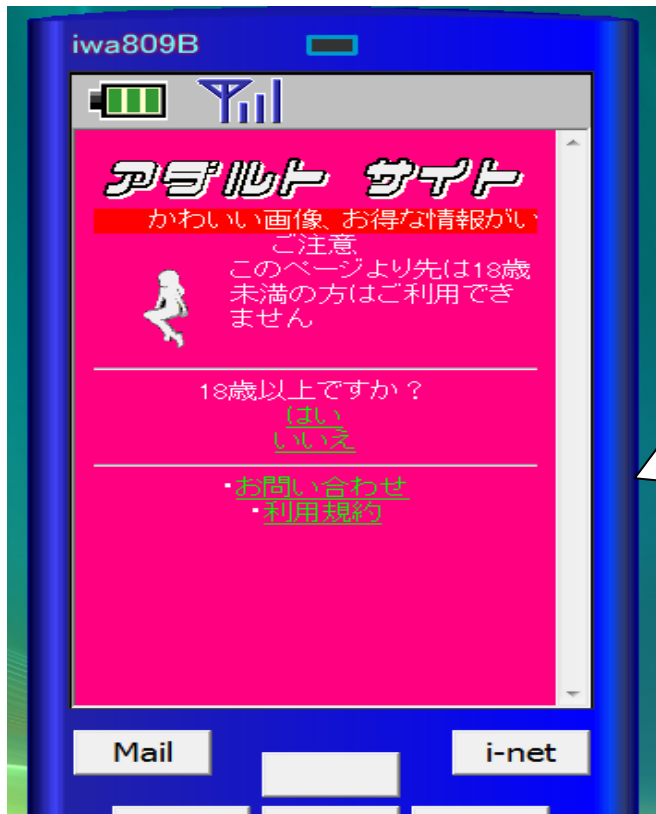 iwa809B
アダルト サイト
かわいい画像、お得な情報がい
ご注意
このページより先は18歳
未満の方はご利用でき
ません
18歳以上ですか？
はい
いいえ
・お問い合わせ
・利用規約
Mail
i-net